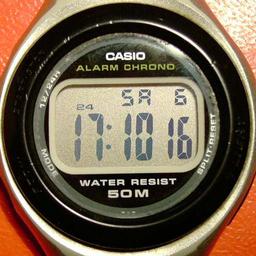 CASIO
ALARM CHRONO
12/24H
24 SA 6
17:10 16
MODE
SPLIT·RESET
WATER RESIST
50M